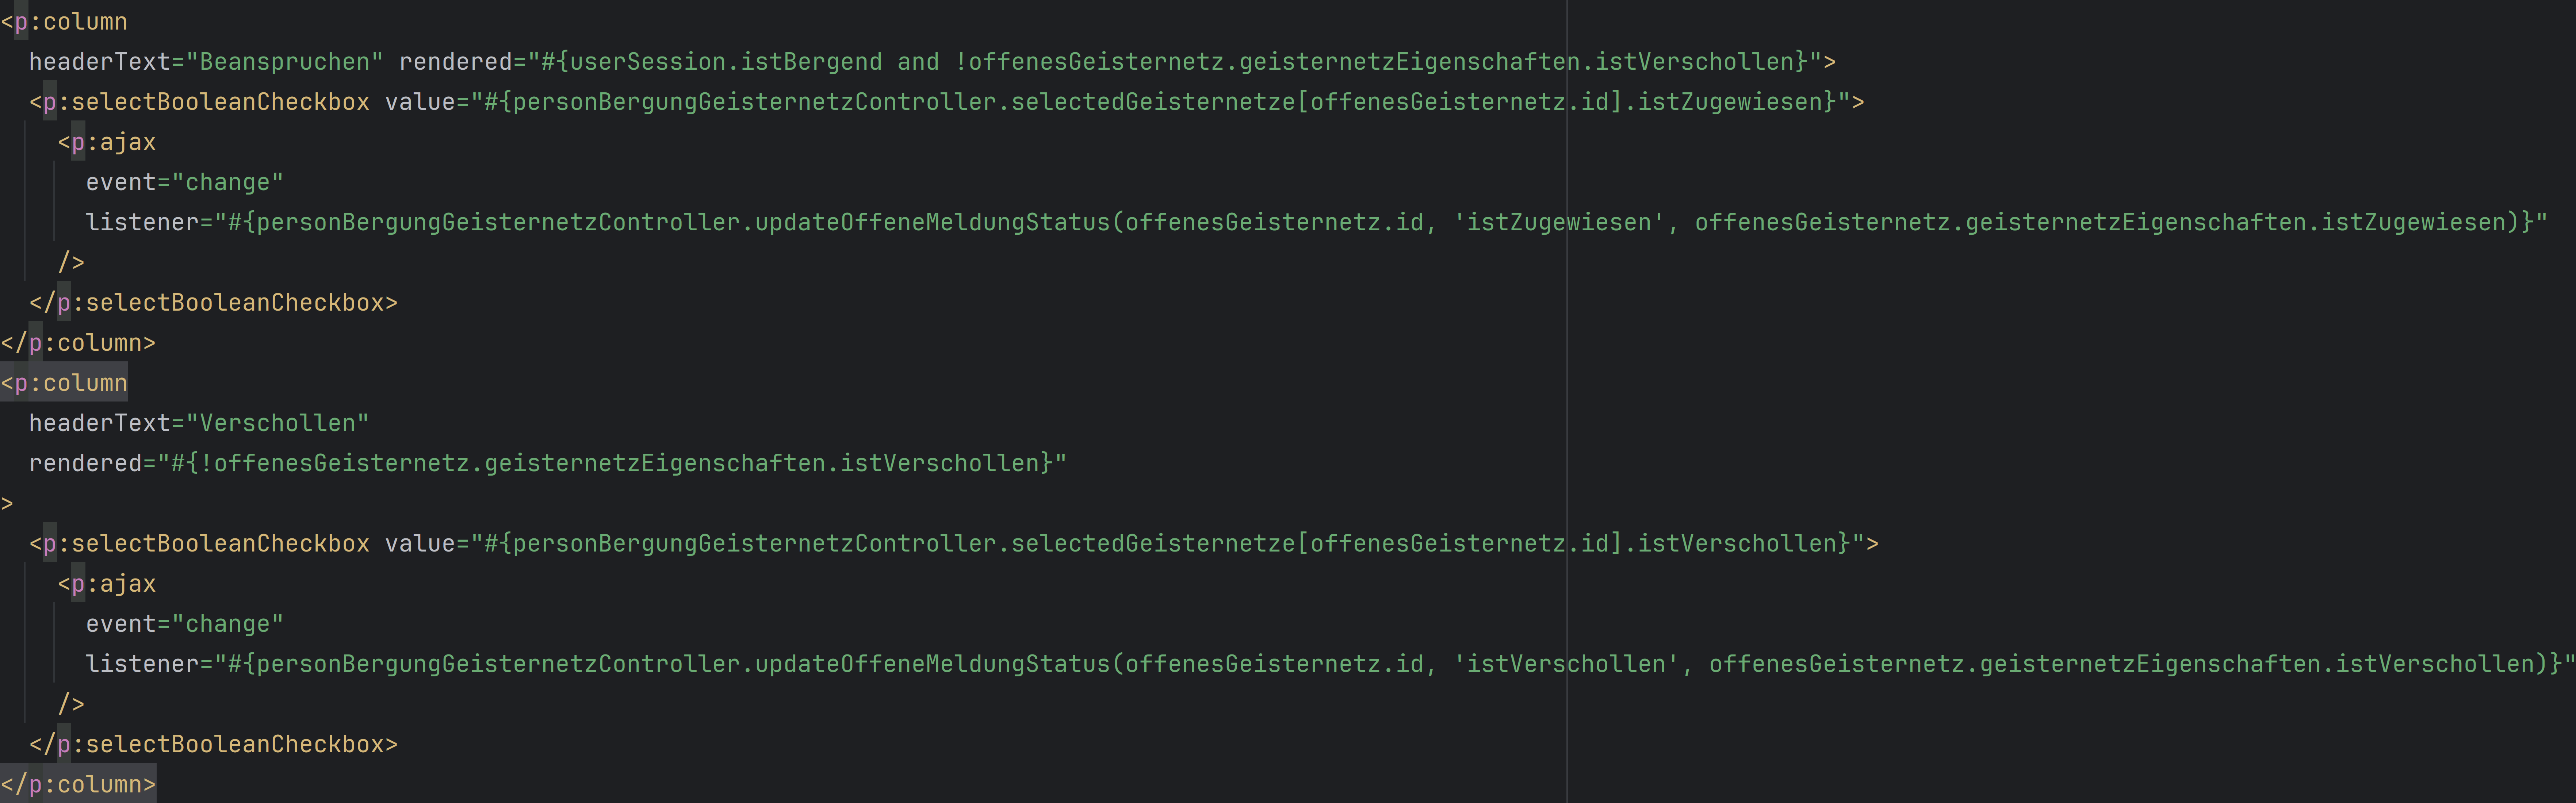 <p:column
headerText="Beanspruchen" rendered="#{userSession.istBergend and !offenesGeisternetz.geisternetzEigenschaften.istVerschollen}">
<p:selectBooleanCheckbox value="#{personBergungGeisternetzController.selectedGeisternetze[offenesGeisternetz.id].istZugewiesen}">
<p:ajax
event="change"
listener="#{personBergungGeisternetzController.updateOffeneMeldungStatus(offenesGeisternetz.id, 'istZugewiesen', offenesGeisternetz.geisternetzEigenschaften.istZugewiesen)}"
/>
</p:selectBooleanCheckbox>
</p:column>
<p:column
headerText="Verschollen"
rendered="#{!offenesGeisternetz.geisternetzEigenschaften.istVerschollen}"
>
<p:selectBooleanCheckbox value="#{personBergungGeisternetzController.selectedGeisternetze[offenesGeisternetz.id].istVerschollen}">
<p:ajax
event="change"
listener="#{personBergungGeisternetzController.updateOffeneMeldungStatus(offenesGeisternetz.id, 'istVerschollen', offenesGeisternetz.geisternetzEigenschaften.istVerschollen)}"
/>
</p:selectBooleanCheckbox>
</p:column>